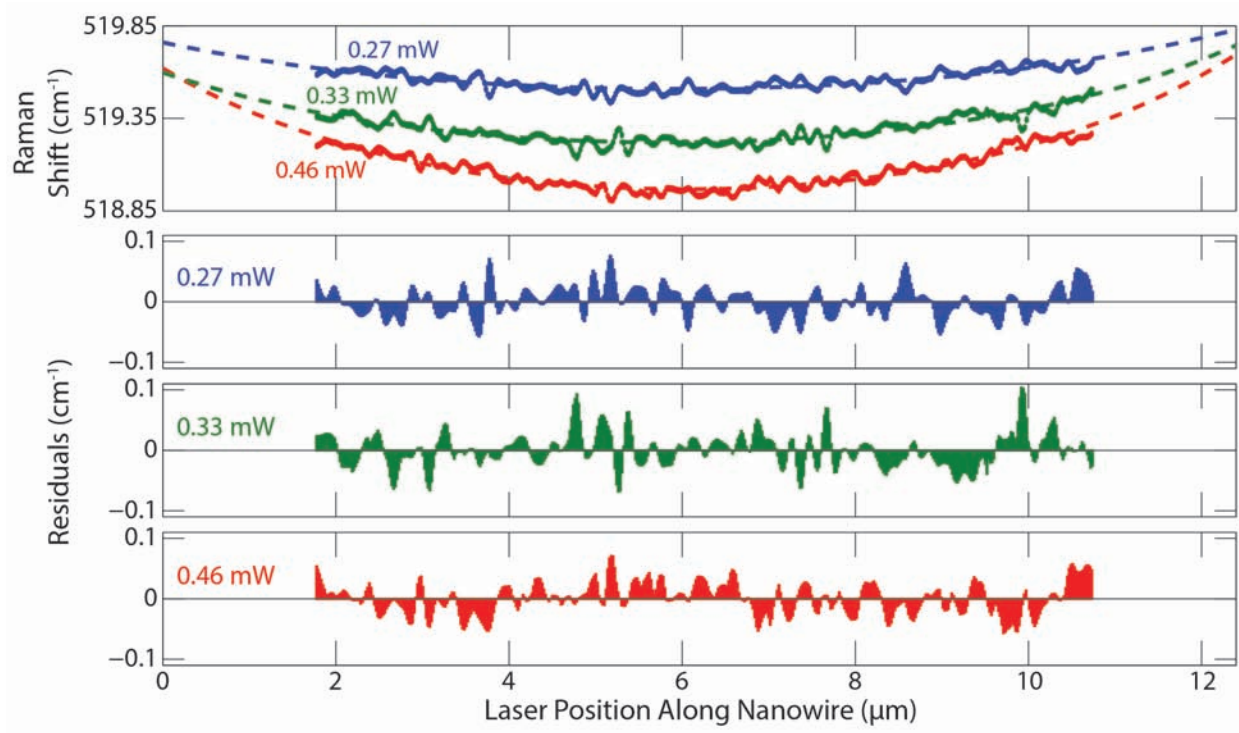 519.85
519.35
518.85
Raman
Shift (cm⁻¹)
0.27 mW
0.33 mW
0.46 mW
0.1
0
−0.1
0.27 mW
0.1
0
−0.1
0.33 mW
0.1
0
−0.1
0.46 mW
Residuals (cm⁻¹)
0 2 4 6 8 10 12
Laser Position Along Nanowire (μm)